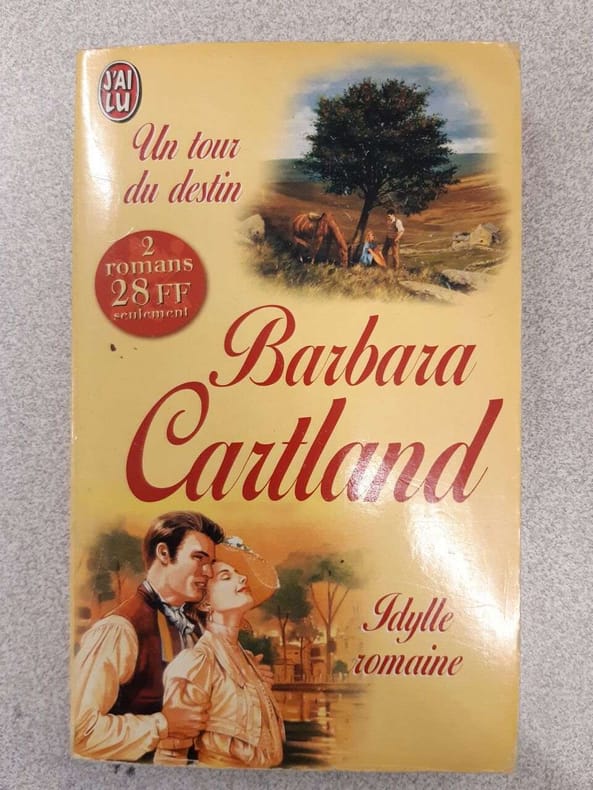 J'AI
LU
Un tour
du destin
2
romans
28 FF
seulement
Barbara
Cartland
Idylle
romaine